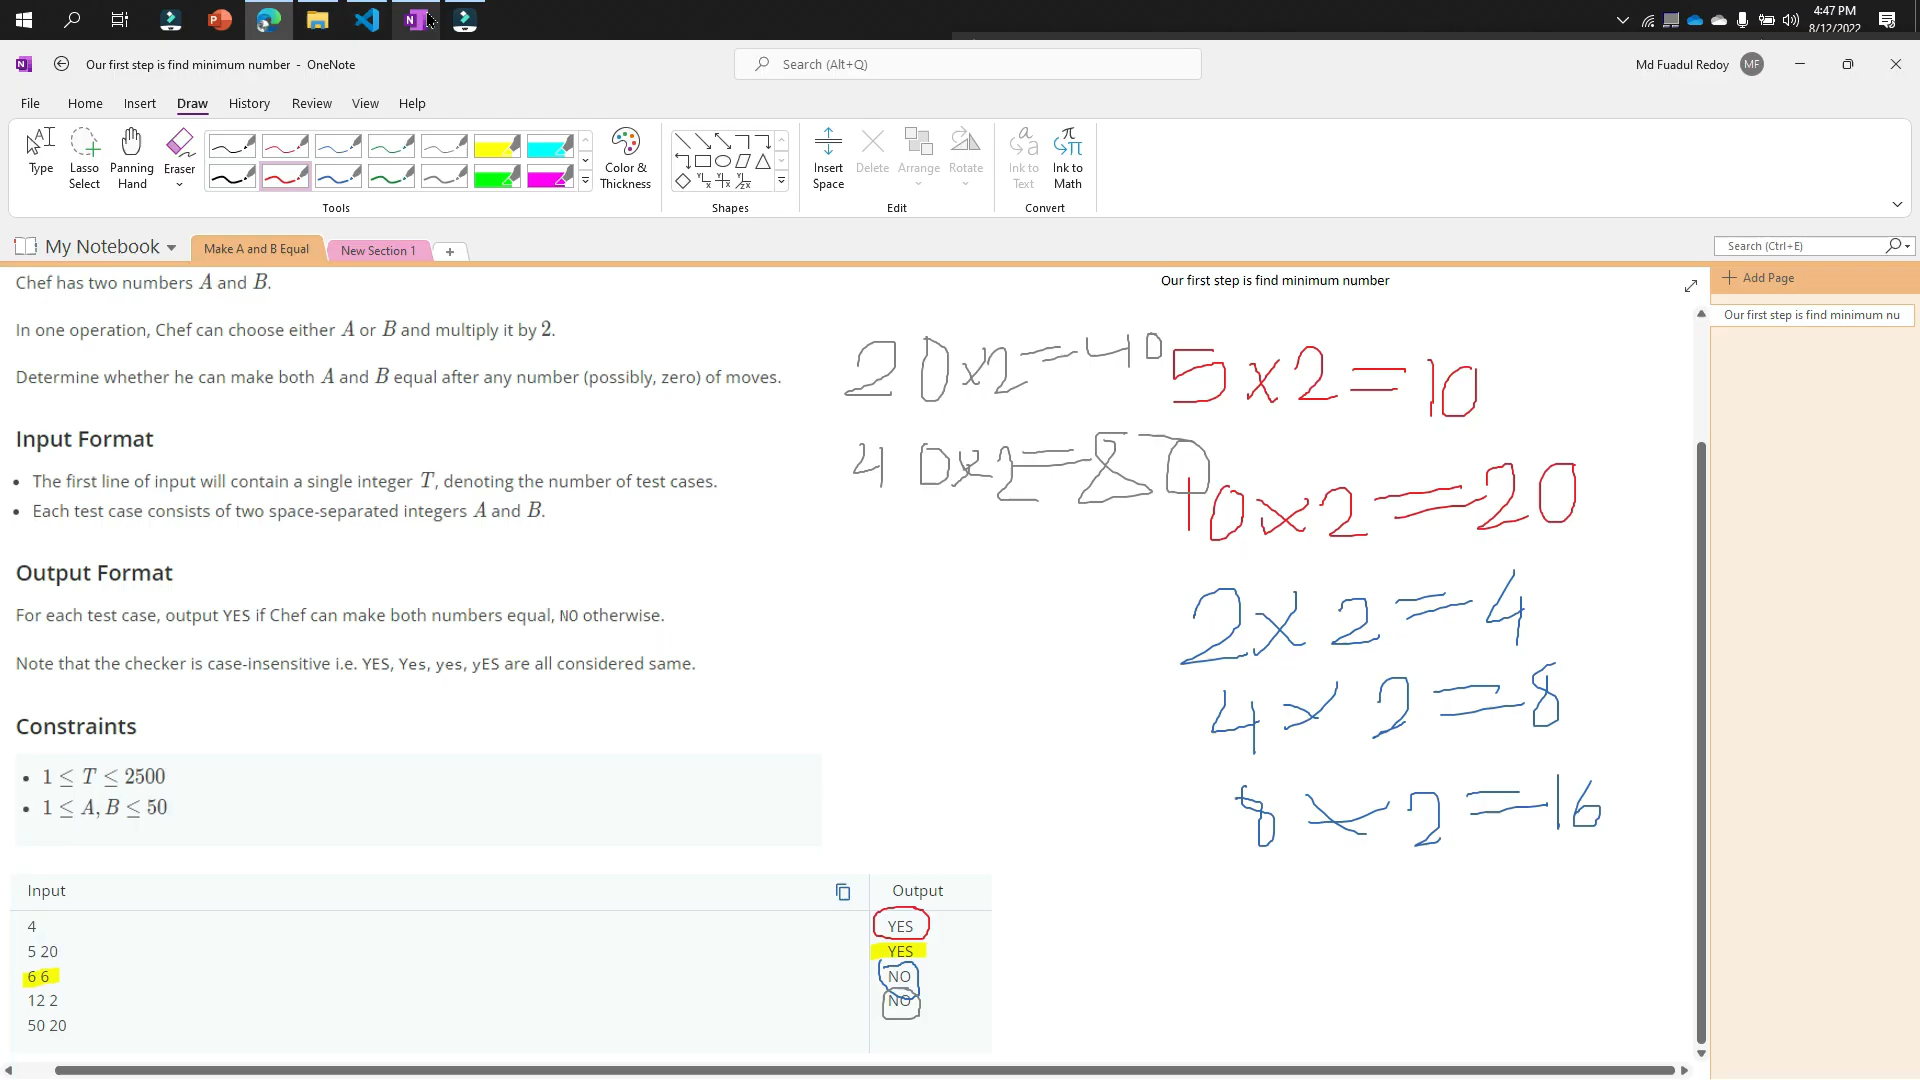 4:47 PM
8/12/2022
Our first step is find minimum number - OneNote
Search (Alt+Q)
Md Fuadul Redoy MF
File Home Insert Draw History Review View Help
Type
Lasso Select
Panning Hand
Eraser
Color & Thickness
Insert Space
Delete
Arrange
Rotate
Ink to Text
Ink to Math
Tools Shapes Edit Convert
My Notebook Make A and B Equal New Section 1 +
Search (Ctrl+E)
Add Page
Our first step is find minimum nu
Our first step is find minimum number
Chef has two numbers A and B.
In one operation, Chef can choose either A or B and multiply it by 2.
Determine whether he can make both A and B equal after any number (possibly, zero) of moves.
Input Format
• The first line of input will contain a single integer T, denoting the number of test cases.
• Each test case consists of two space-separated integers A and B.
Output Format
For each test case, output YES if Chef can make both numbers equal, NO otherwise.
Note that the checker is case-insensitive i.e. YES, Yes, yes, yES are all considered same.
Constraints
• 1 ≤ T ≤ 2500
• 1 ≤ A, B ≤ 50
Input Output
4
5 20
6 6
12 2
50 20
YES
YES
NO
NO
20x2=40
40x2=80
5x2=10
10x2=20
2x2=4
4x2=8
8x2=16